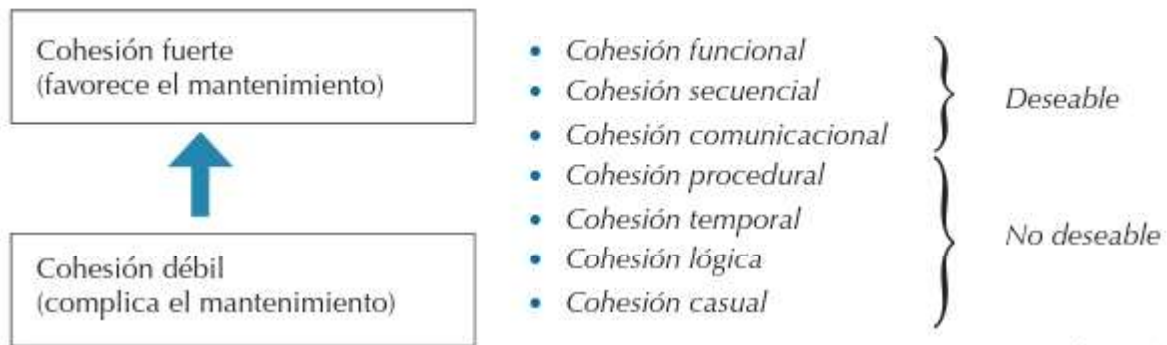 Cohesión fuerte
(favorece el mantenimiento)
Cohesión débil
(complica el mantenimiento)
• Cohesión funcional
• Cohesión secuencial
• Cohesión comunicacional
• Cohesión procedural
• Cohesión temporal
• Cohesión lógica
• Cohesión casual
Deseable
No deseable